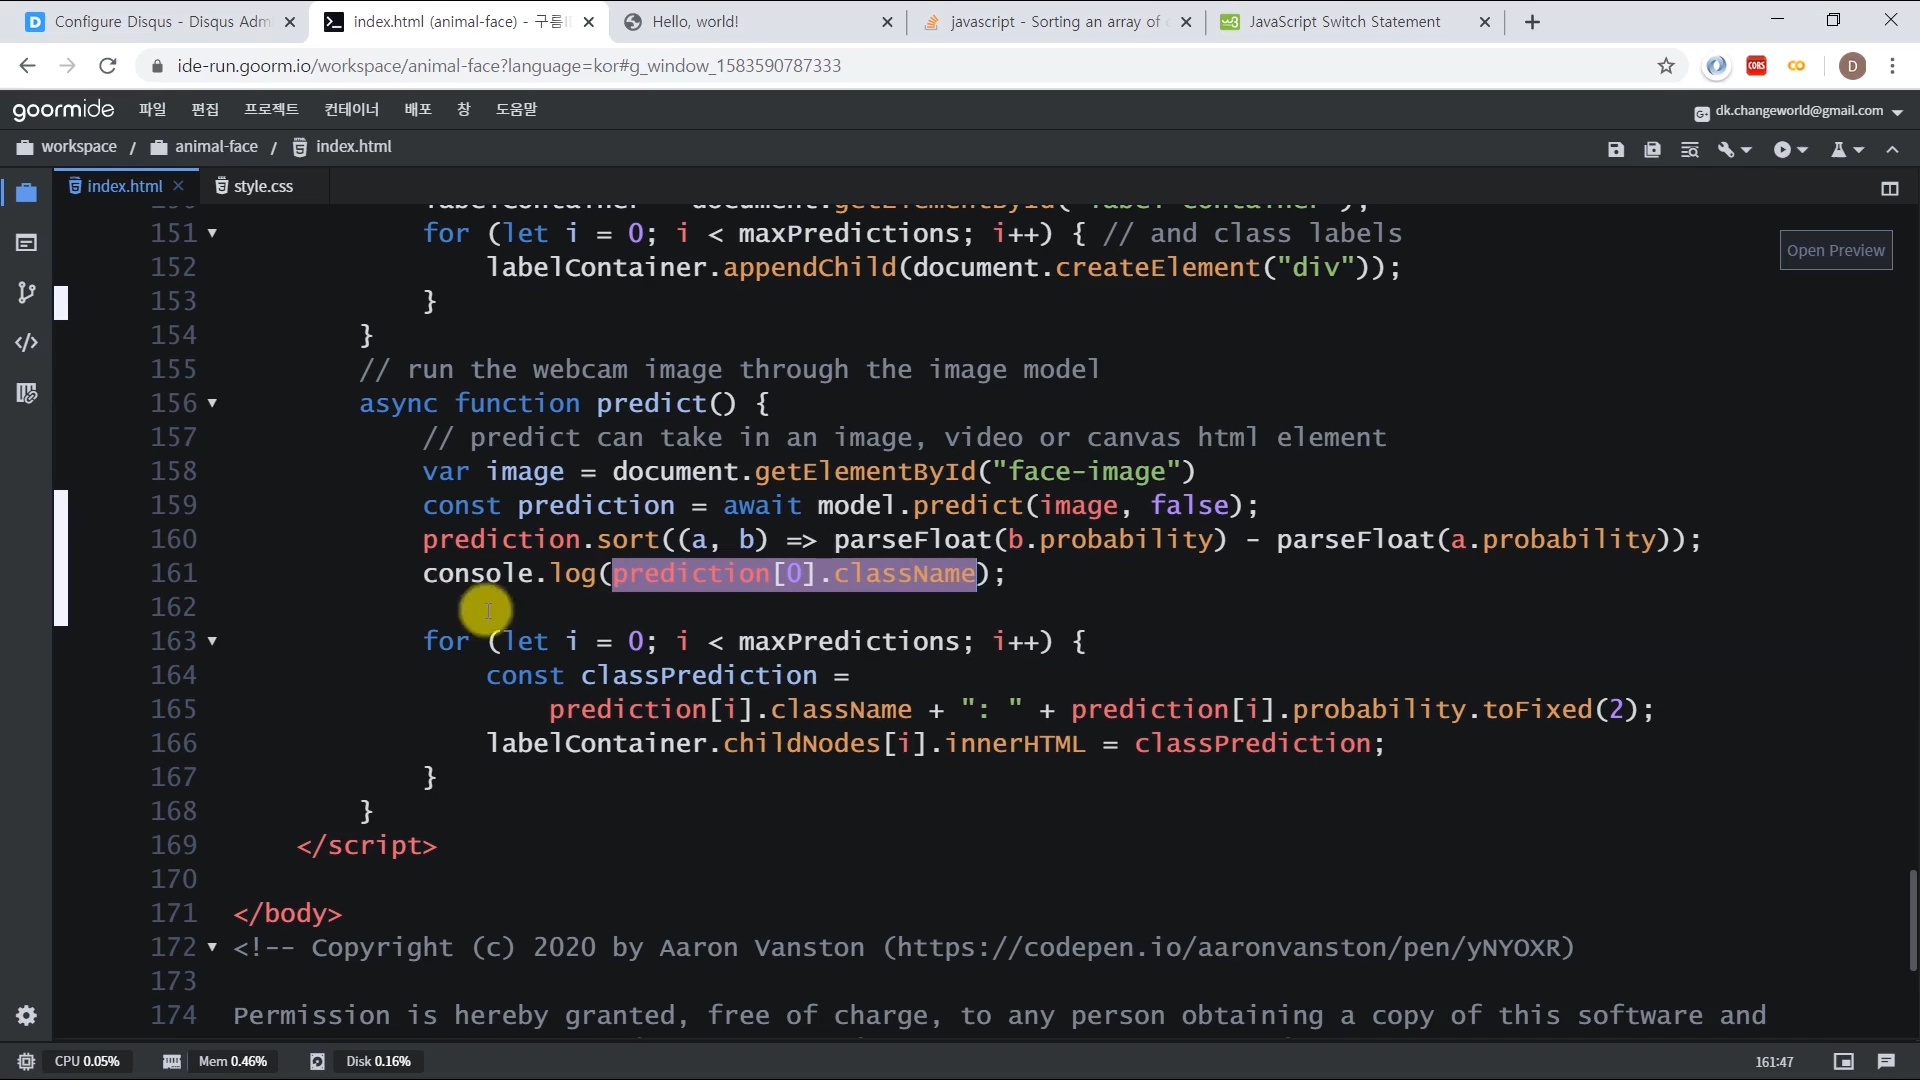 Configure Disqus - Disqus Adm
index.html (animal-face) - 구름
Hello, world!
javascript - Sorting an array of
JavaScript Switch Statement
ide-run.goorm.io/workspace/animal-face?language=kor#g_window_1583590787333
CORS
D
goormide 파일 편집 프로젝트 컨테이너 배포 창 도움말
dk.changeworld@gmail.com
workspace / animal-face / index.html
index.html
style.css
Open Preview
151 for (let i = 0; i < maxPredictions; i++) { // and class labels
152 labelContainer.appendChild(document.createElement("div"));
153 }
154 }
155 // run the webcam image through the image model
156 async function predict() {
157 // predict can take in an image, video or canvas html element
158 var image = document.getElementById("face-image")
159 const prediction = await model.predict(image, false);
160 prediction.sort((a, b) => parseFloat(b.probability) - parseFloat(a.probability));
161 console.log(prediction[0].className);
162
163 for (let i = 0; i < maxPredictions; i++) {
164 const classPrediction =
165 prediction[i].className + ": " + prediction[i].probability.toFixed(2);
166 labelContainer.childNodes[i].innerHTML = classPrediction;
167 }
168 }
169 </script>
170
171 </body>
172 <!-- Copyright (c) 2020 by Aaron Vanston (https://codepen.io/aaronvanston/pen/yNYOXR)
173
174 Permission is hereby granted, free of charge, to any person obtaining a copy of this software and
CPU 0.05% Mem 0.46% Disk 0.16%
161:47